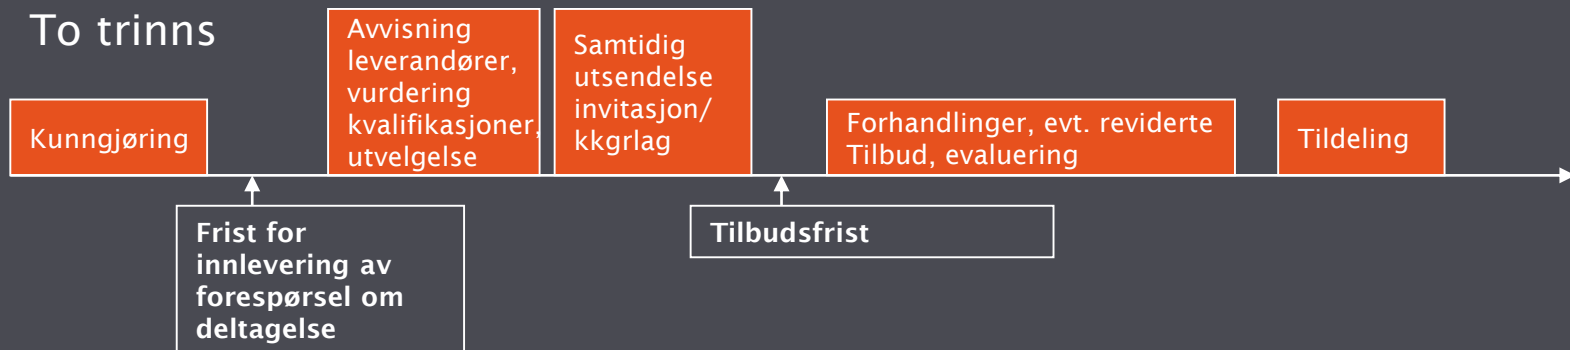 To trinns
Kunngjøring
Avvisning
leverandører,
vurdering
kvalifikasjoner,
utvelgelse
Samtidig
utsendelse
invitasjon/
kkgrlag
Forhandlinger, evt. reviderte
Tilbud, evaluering
Tildeling
Frist for
innlevering av
forespørsel om
deltagelse
Tilbudsfrist